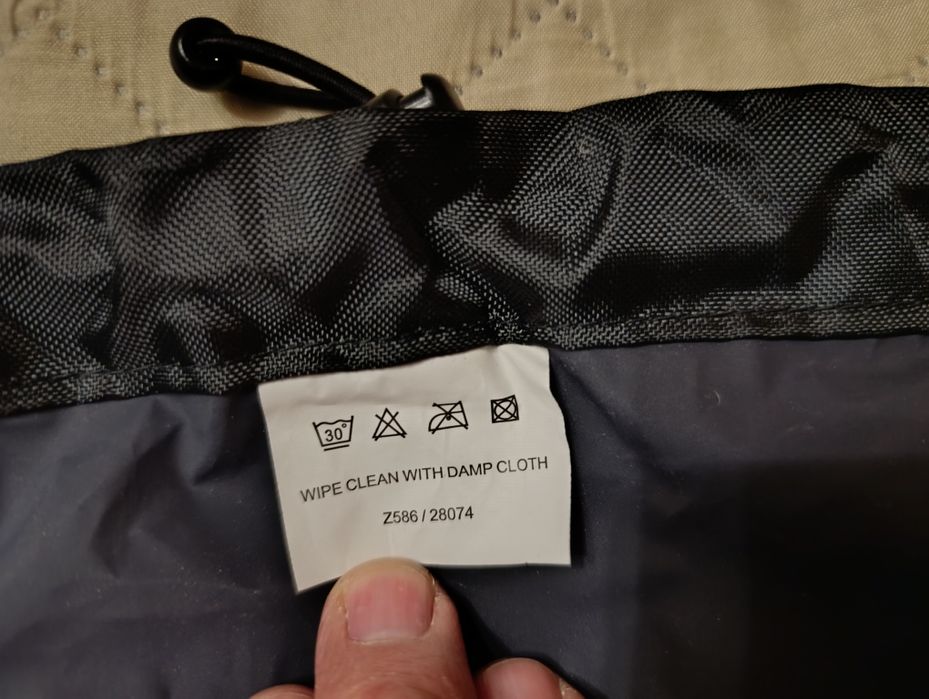 30°
WIPE CLEAN WITH DAMP CLOTH
Z586 / 28074